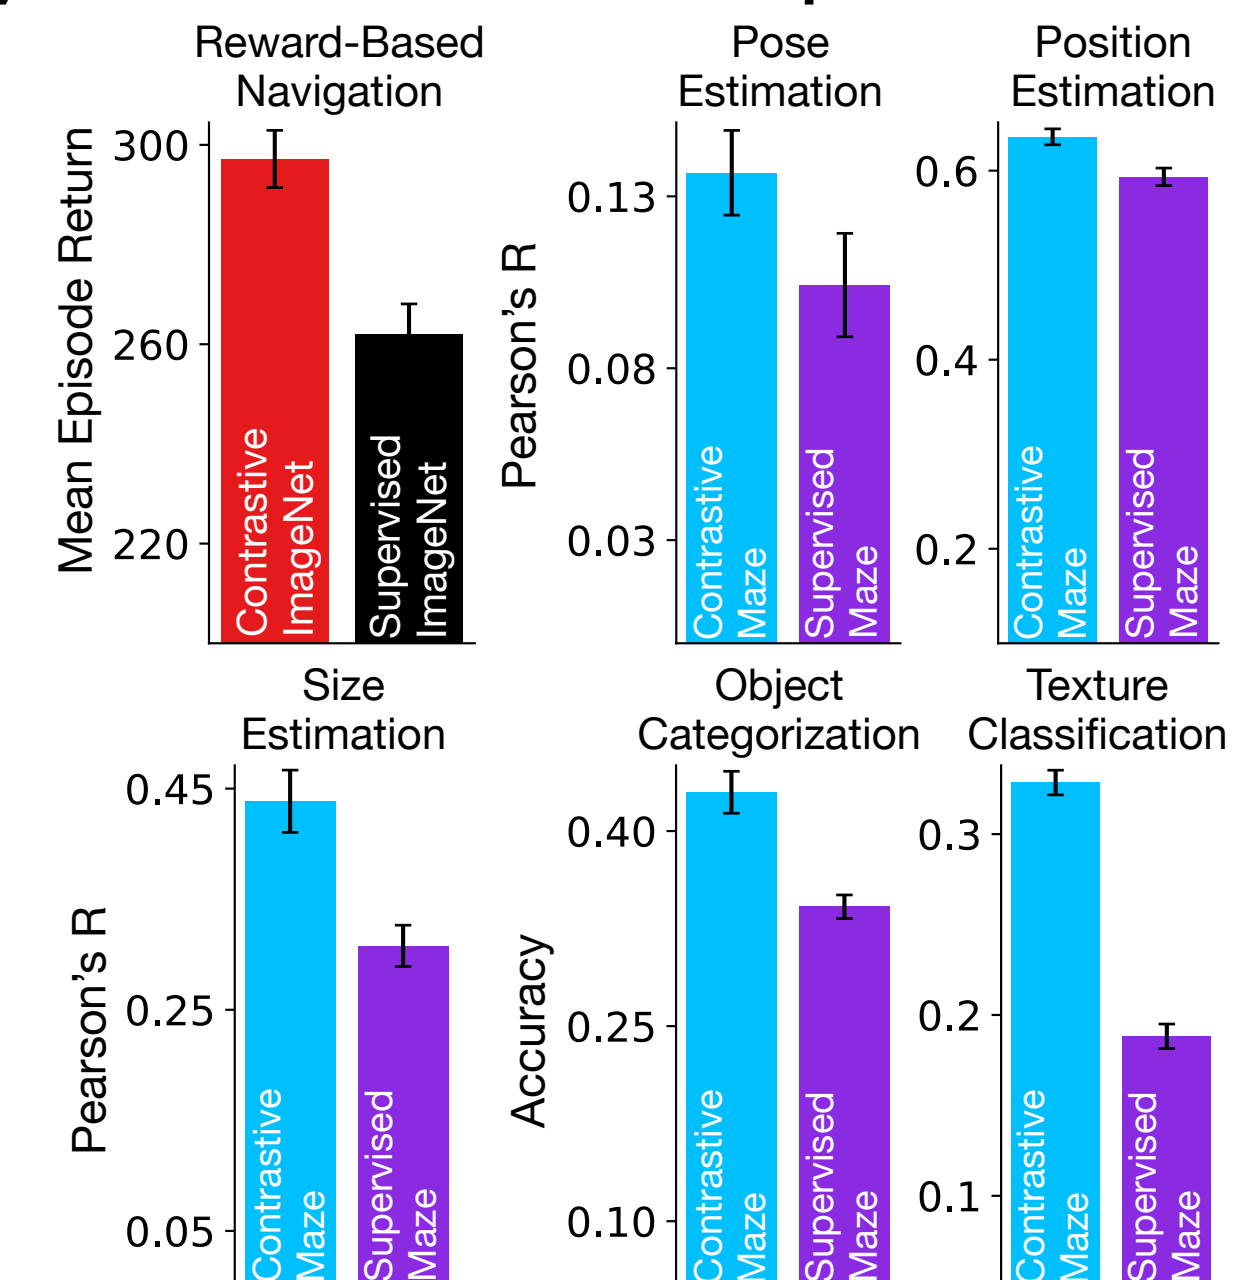 Reward-Based
Navigation
Mean Episode Return
300
260
220
Contrastive
ImageNet
Supervised
ImageNet
Pose
Estimation
Pearson's R
0.13
0.08
0.03
Contrastive
Maze
Supervised
Maze
Position
Estimation
0.6
0.4
0.2
Contrastive
Maze
Supervised
Maze
Size
Estimation
Pearson's R
0.45
0.25
0.05
Contrastive
Maze
Supervised
Maze
Object
Categorization
Accuracy
0.40
0.25
0.10
Contrastive
Maze
Supervised
Maze
Texture
Classification
0.3
0.2
0.1
Contrastive
Maze
Supervised
Maze